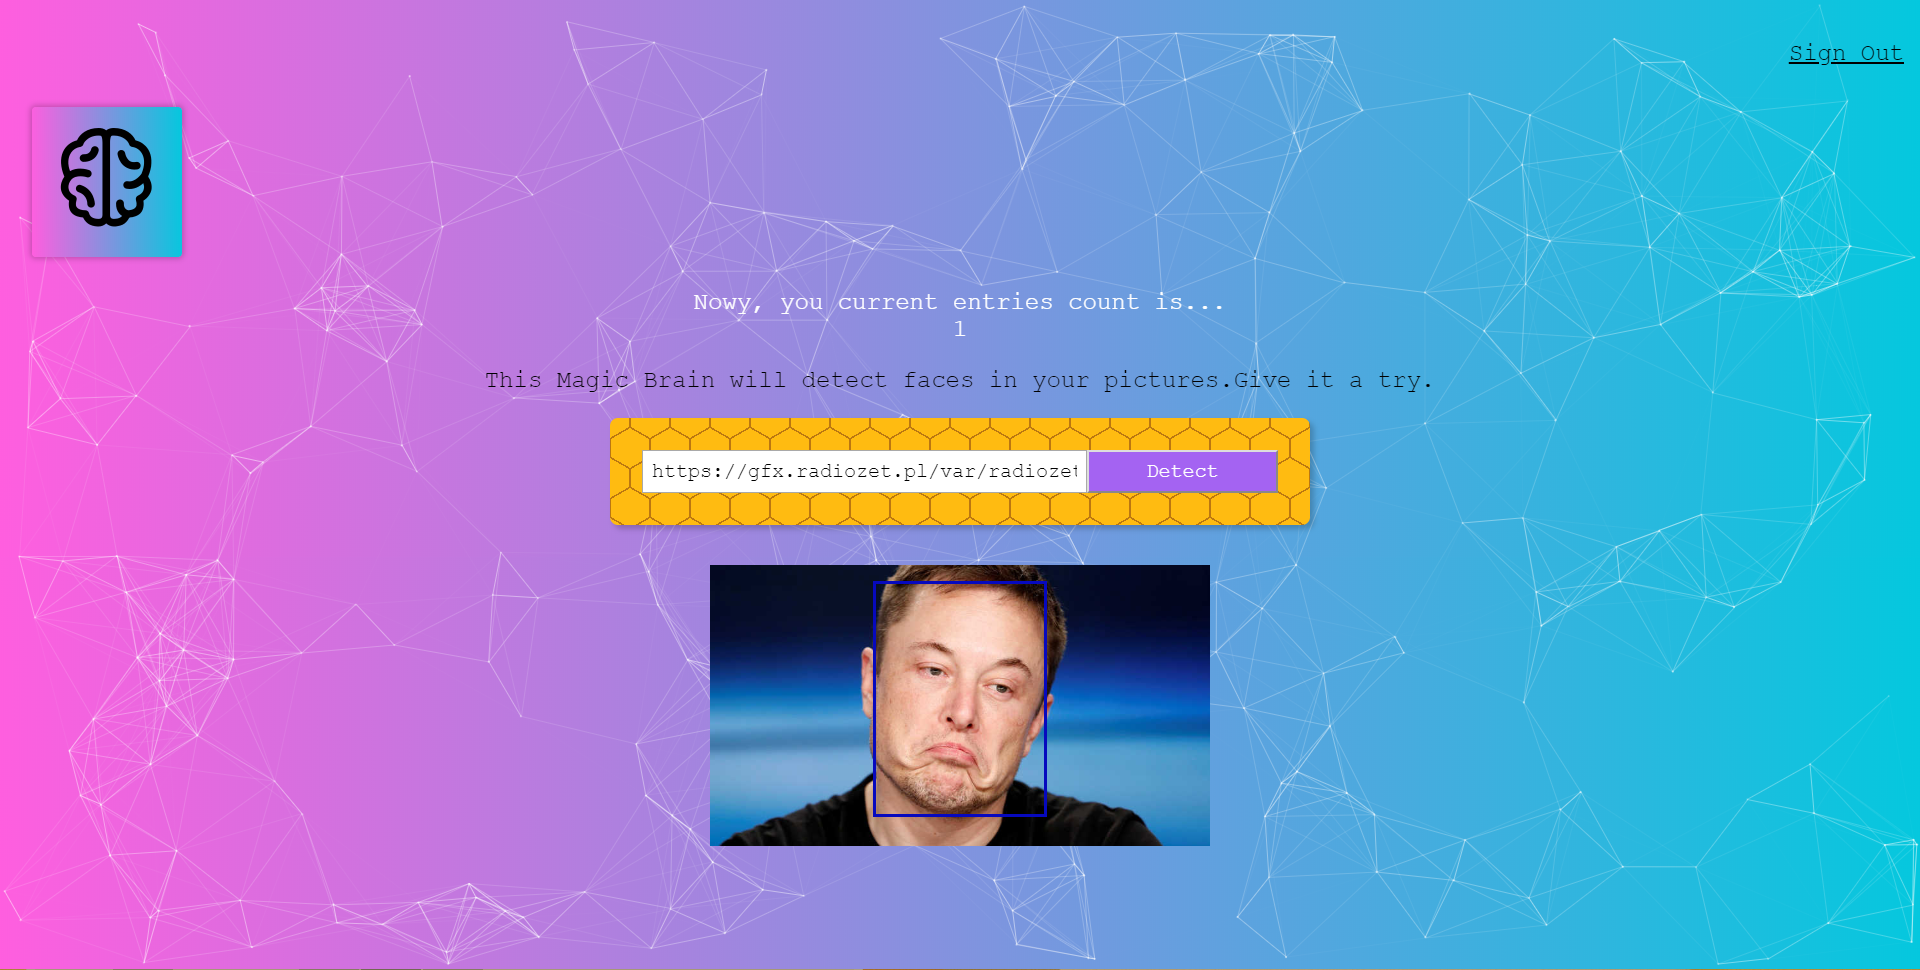 Sign Out
Nowy, you current entries count is...
1
This Magic Brain will detect faces in your pictures.Give it a try.
https://gfx.radiozet.pl/var/radiozet
Detect